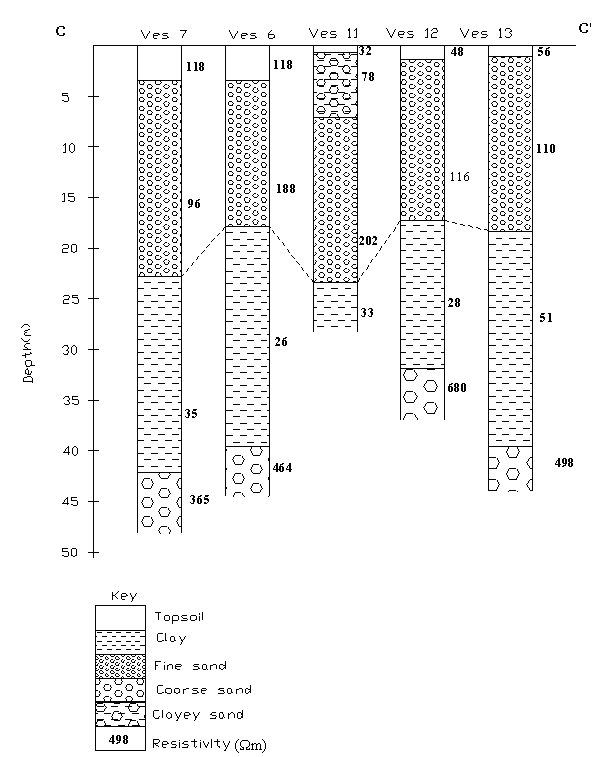 C Ves 7 Ves 6 Ves 11 Ves 12 Ves 13 C'
32 48 56
118 118 78
5
10 110
15 116
96 188
20 202
25 28
33 51
30 26
Depth(m)
35 680
35
40
464 498
45 365
50
Key
Topsoil
Clay
Fine sand
Coarse sand
Clayey sand
498 Resistivity (Ωm)